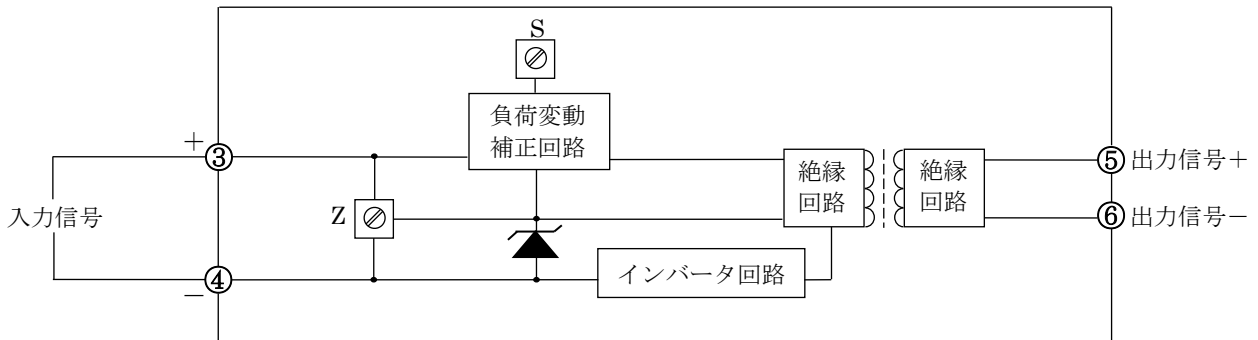 S
負荷変動
補正回路
+
③
絶縁
回路
絶縁
回路
⑤ 出力信号+
Z
入力信号
⑥ 出力信号−
④
−
インバータ回路